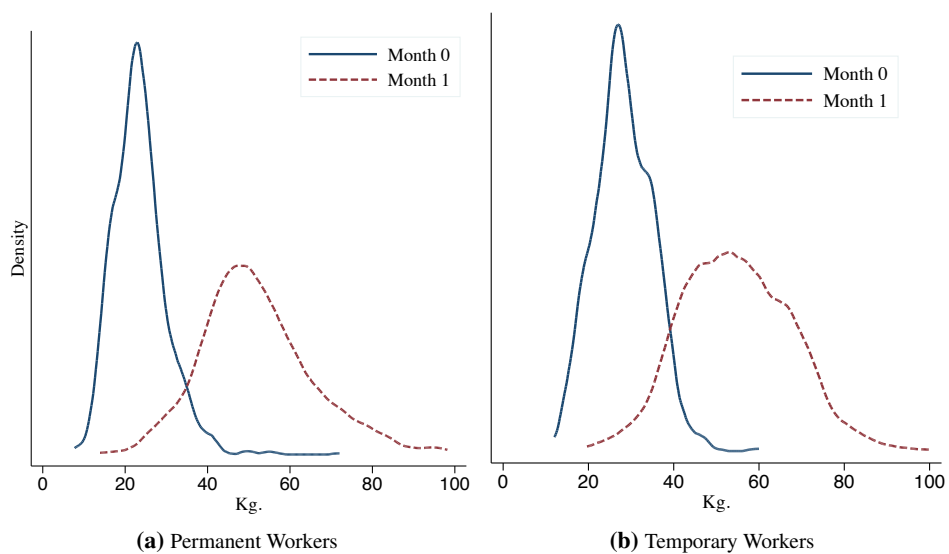 Month 0
Month 1
Density
0 20 40 60 80 100
Kg.
(a) Permanent Workers
Month 0
Month 1
0 20 40 60 80 100
Kg.
(b) Temporary Workers